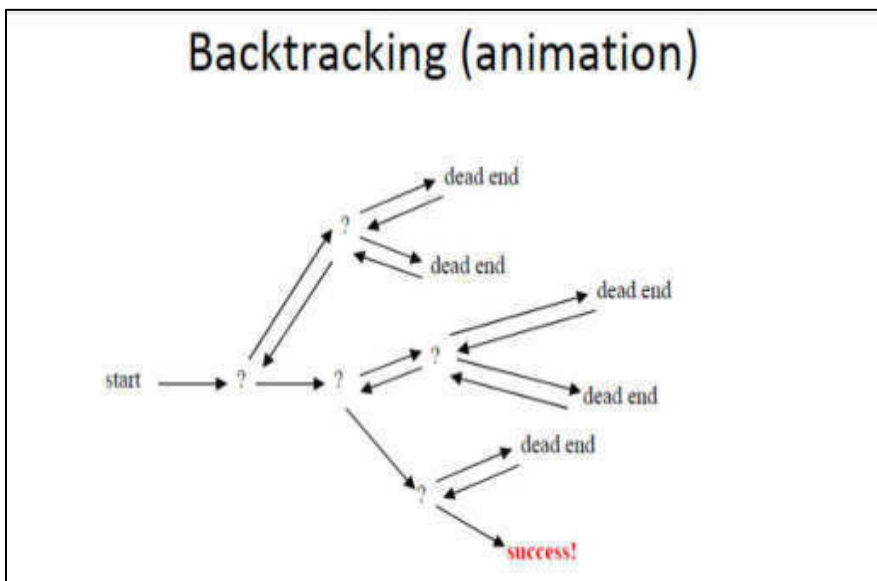 Backtracking (animation)
dead end
?
dead end
dead end
?
start
?
?
dead end
dead end
?
success!